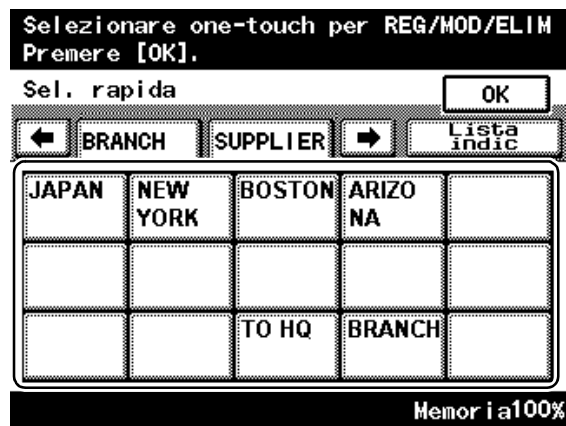 Selezionare one-touch per REG/MOD/ELIM
Premere [OK].
Sel. rapida
OK
BRANCH SUPPLIER Lista
indic
JAPAN NEW BOSTON ARIZO
YORK NA
TO HQ BRANCH
Memoria100%